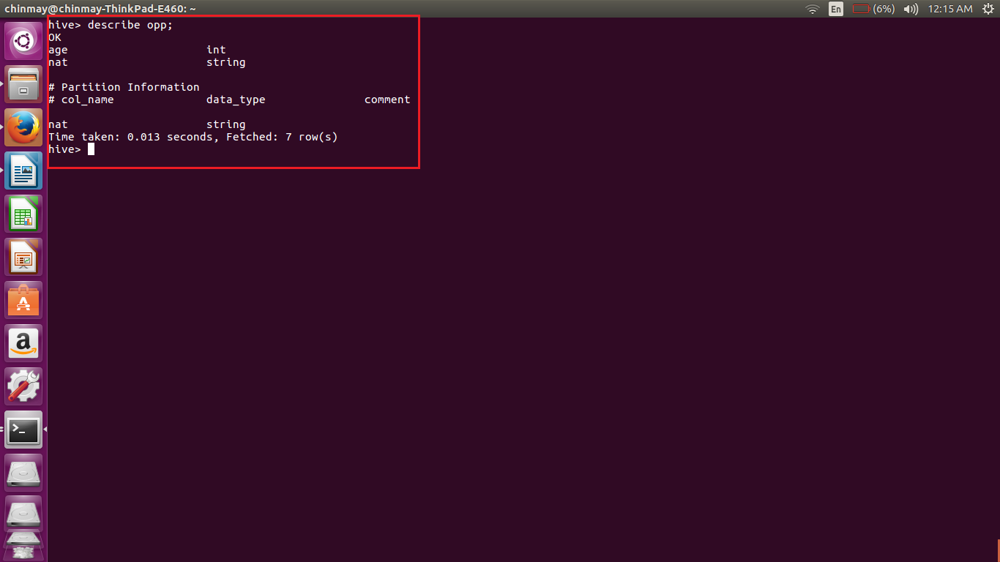 chinmay@chinmay-ThinkPad-E460: ~
En (6%) 12:15 AM
hive> describe opp;
OK
age int
nat string
# Partition Information
# col_name data_type comment
nat string
Time taken: 0.013 seconds, Fetched: 7 row(s)
hive>